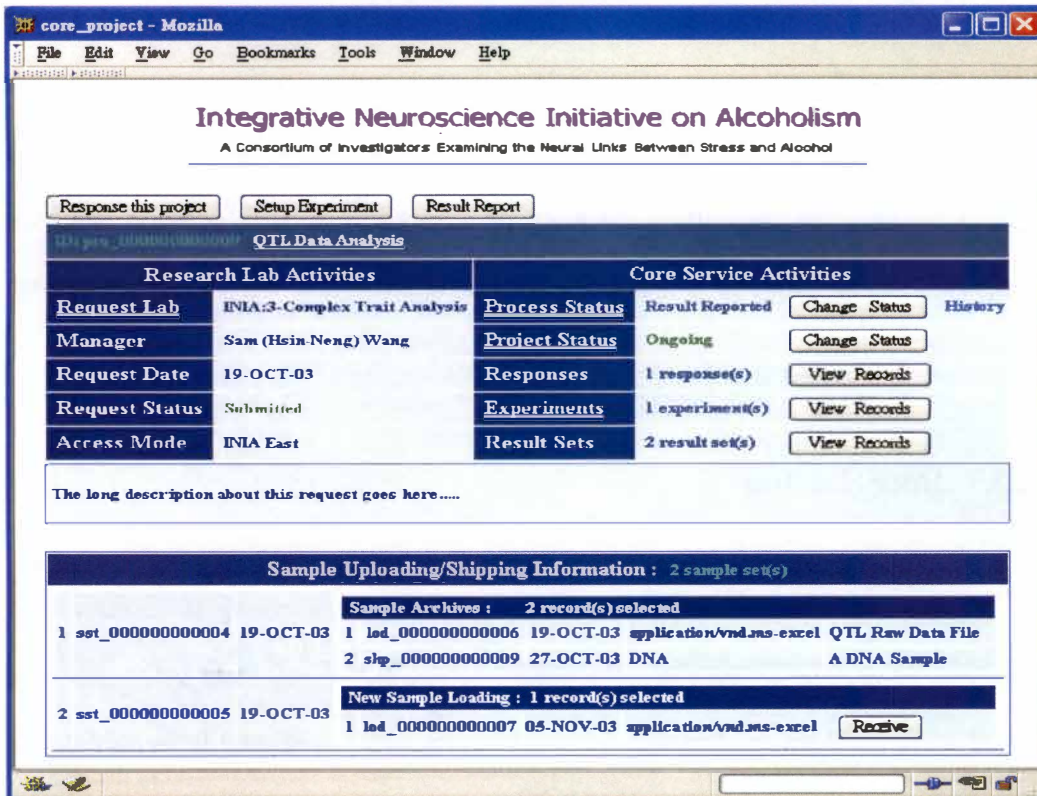 core_project - Mozilla
File Edit View Go Bookmarks Tools Window Help
Integrative Neuroscience Initiative on Alcoholism
A Consortium of Investigators Examining the Neural Links Between Stress and Alcohol
Response this project Setup Experiment Result Report
QTL Data Analysis
Research Lab Activities Core Service Activities
Request Lab INIA:3-Complex Trait Analysis Process Status Result Reported Change Status History
Manager Sam (Hsin-Neng) Wang Project Status Ongoing Change Status
Request Date 19-OCT-03 Responses 1 response(s) View Records
Request Status Submitted Experiments 1 experiment(s) View Records
Access Mode INIA East Result Sets 2 result set(s) View Records
The long description about this request goes here.....
Sample Uploading/Shipping Information : 2 sample set(s)
Sample Archives : 2 record(s) selected
1 sst_000000000004 19-OCT-03 1 lod_000000000006 19-OCT-03 application/vnd.ms-excel QTL Raw Data File
2 shp_000000000009 27-OCT-03 DNA A DNA Sample
New Sample Loading : 1 record(s) selected
2 sst_000000000005 19-OCT-03 1 lod_000000000007 05-NOV-03 application/vnd.ms-excel Receive